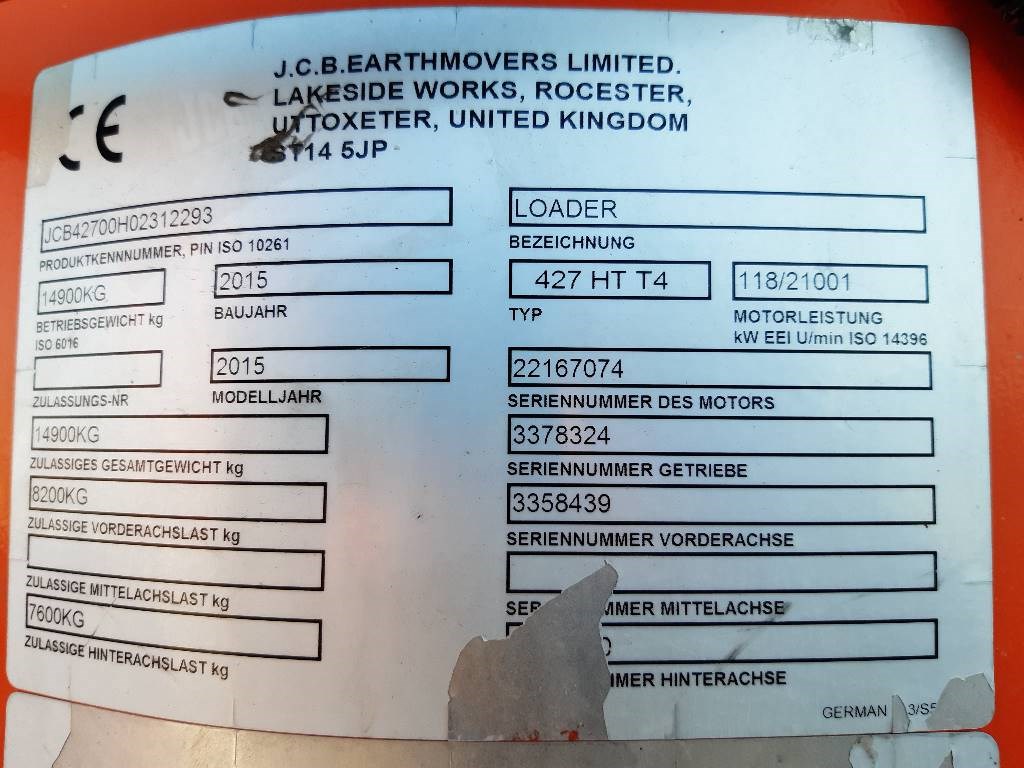 CE
J.C.B.EARTHMOVERS LIMITED.
LAKESIDE WORKS, ROCESTER,
UTTOXETER, UNITED KINGDOM
ST14 5JP
JCB42700H02312293
PRODUKTKENNNUMMER, PIN ISO 10261
14900KG
BETRIEBSGEWICHT kg
ISO 6016
2015
BAUJAHR
ZULASSUNGS-NR
2015
MODELLJAHR
14900KG
ZULASSIGES GESAMTGEWICHT kg
8200KG
ZULASSIGE VORDERACHSLAST kg
ZULASSIGE MITTELACHSLAST kg
7600KG
ZULASSIGE HINTERACHSLAST kg
LOADER
BEZEICHNUNG
427 HT T4
TYP
118/21001
MOTORLEISTUNG
kW EEI U/min ISO 14396
22167074
SERIENNUMMER DES MOTORS
3378324
SERIENNUMMER GETRIEBE
3358439
SERIENNUMMER VORDERACHSE
MITTELACHSE
HINTERACHSE
GERMAN